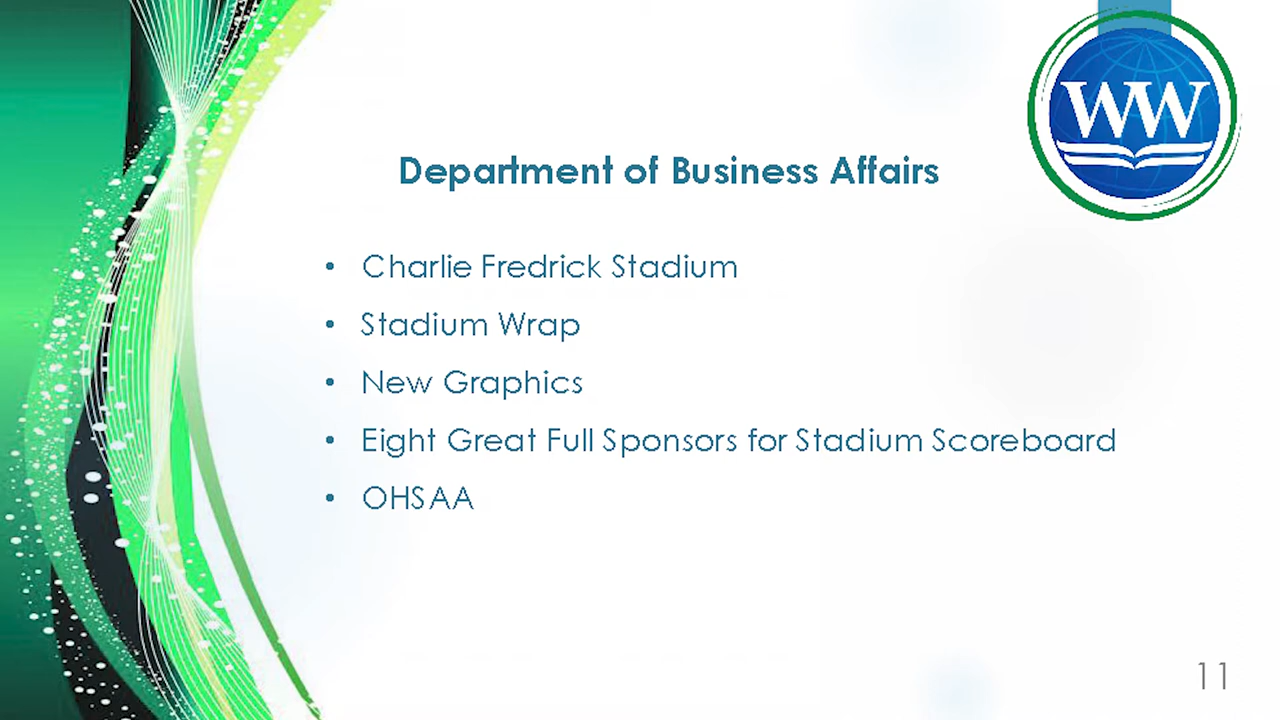 WW
Department of Business Affairs
• Charlie Fredrick Stadium
• Stadium Wrap
• New Graphics
• Eight Great Full Sponsors for Stadium Scoreboard
• OHSAA
11